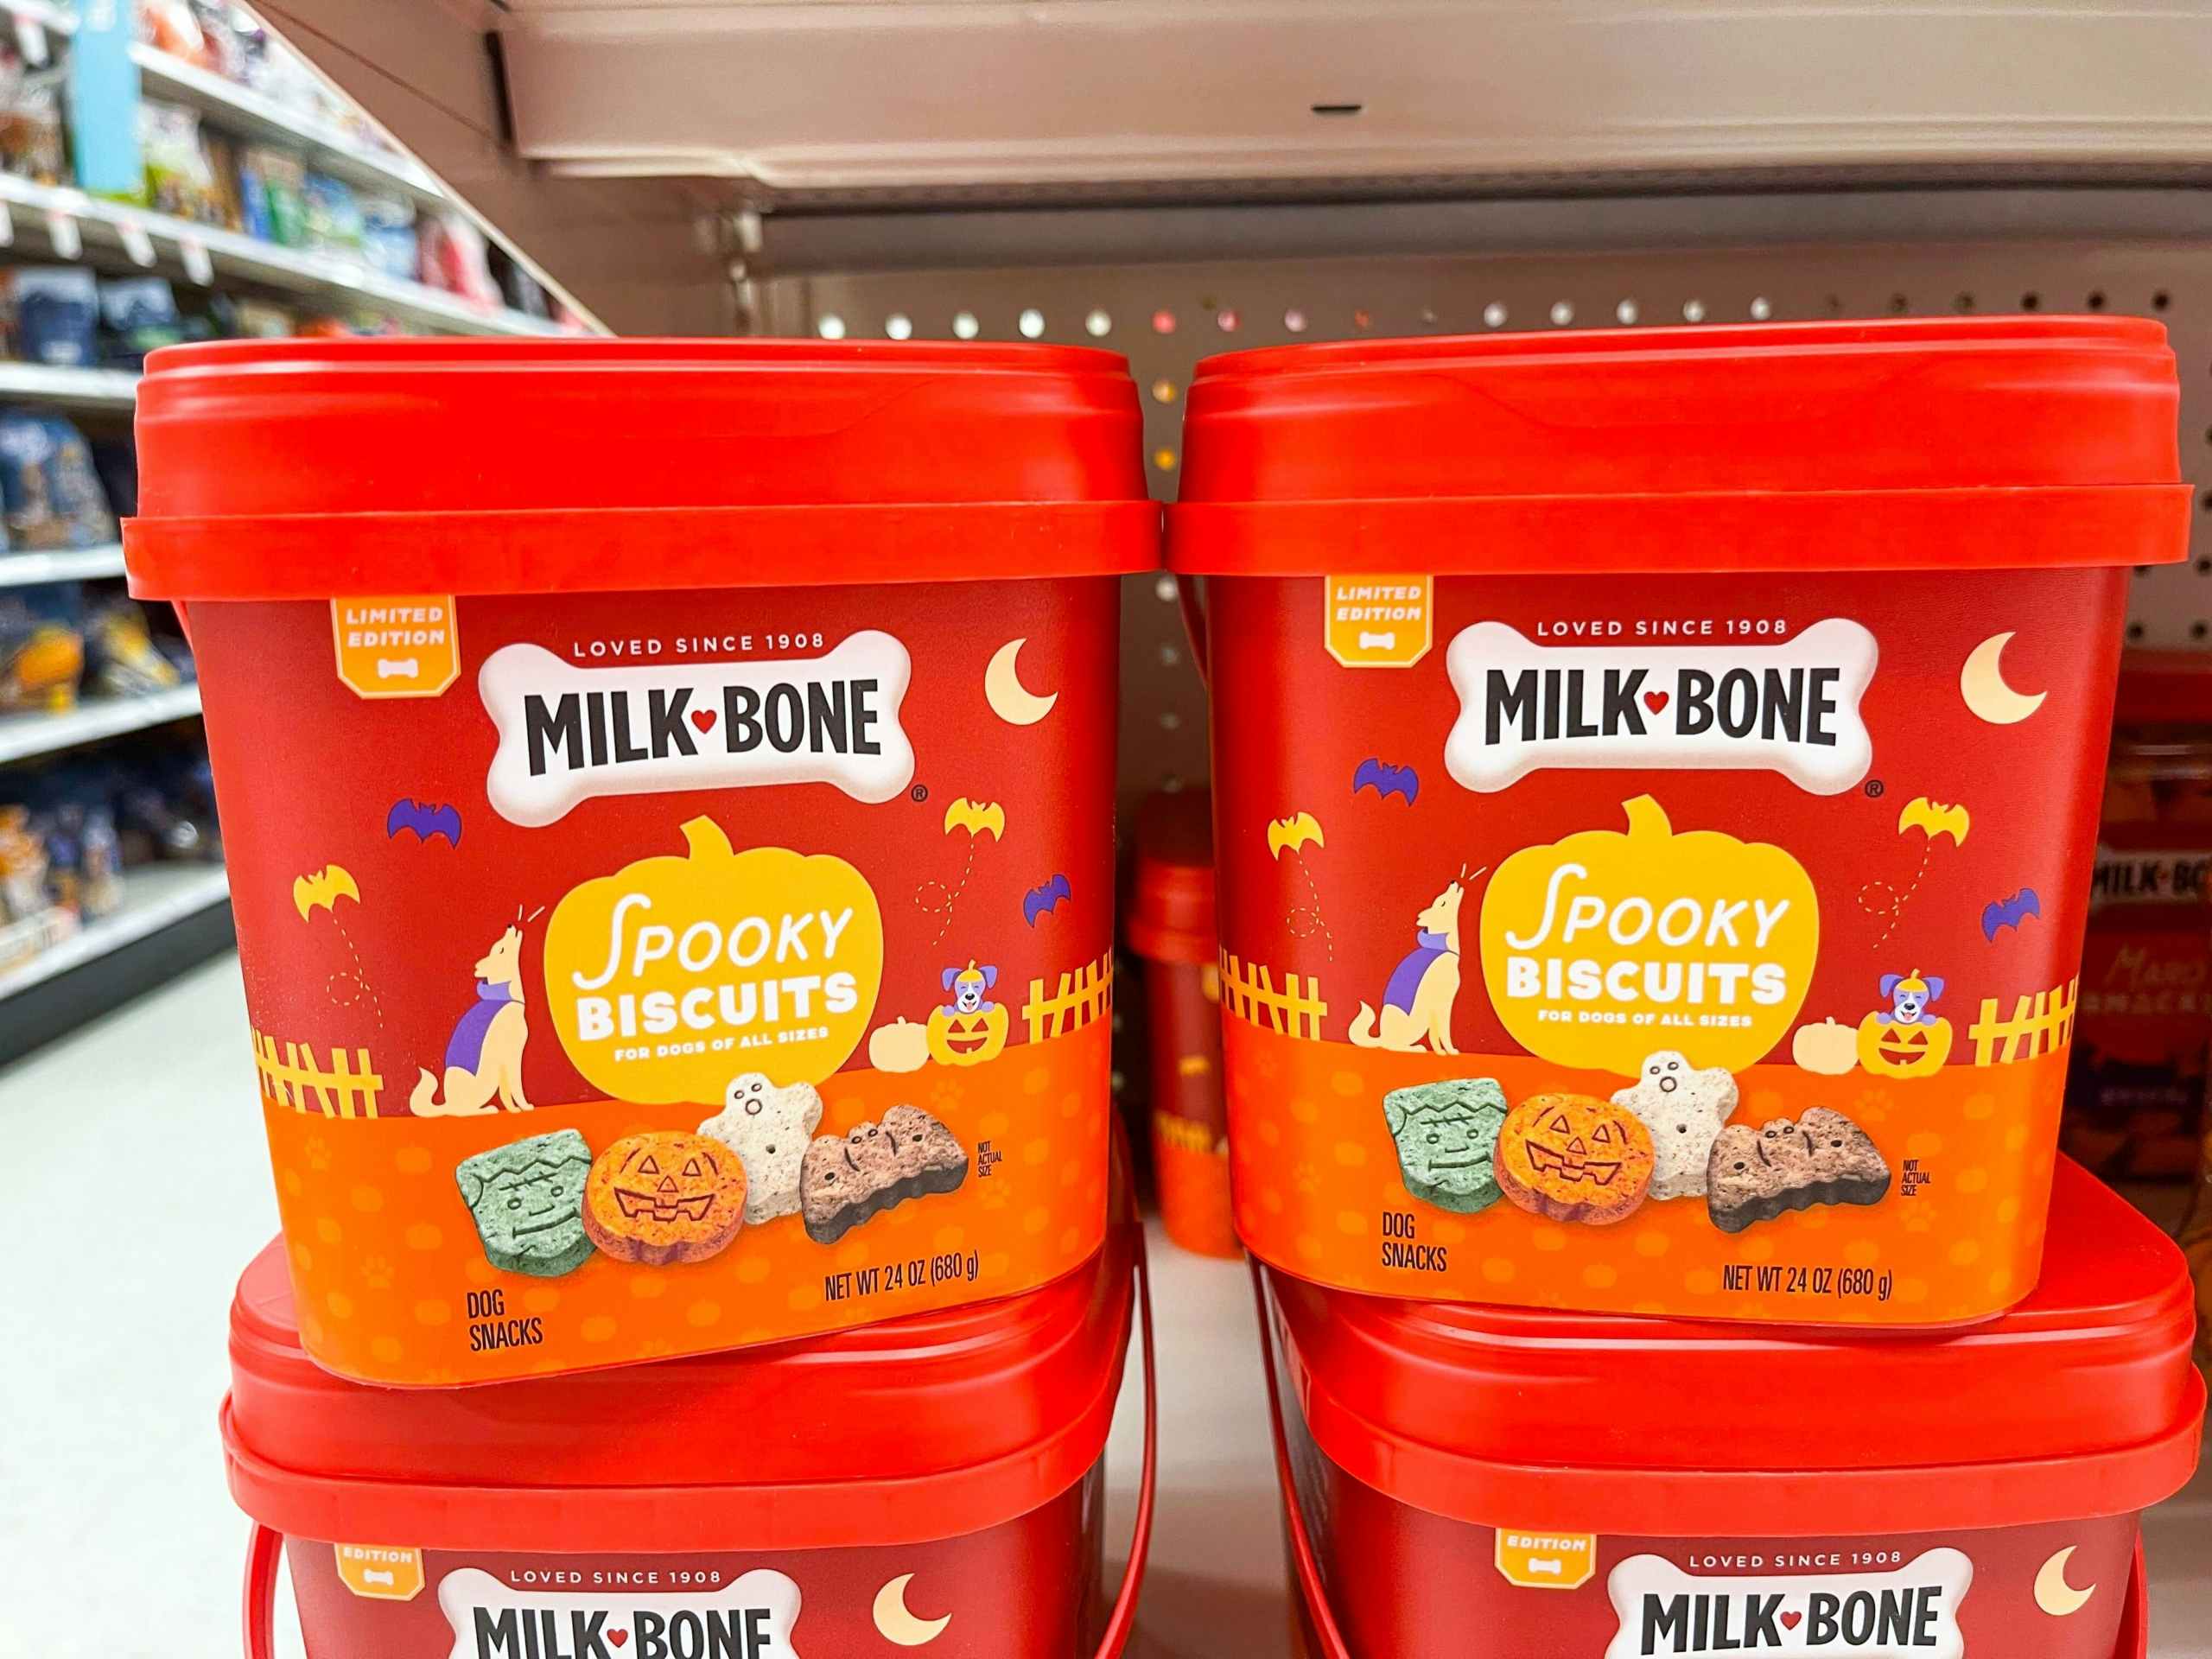 LIMITED
EDITION
LOVED SINCE 1908
MILK BONE
®
SPOOKY
BISCUITS
FOR DOGS OF ALL SIZES
NOT
ACTUAL
SIZE
DOG
SNACKS
NET WT 24 OZ (680 g)
LIMITED
EDITION
LOVED SINCE 1908
MILK BONE
®
SPOOKY
BISCUITS
FOR DOGS OF ALL SIZES
NOT
ACTUAL
SIZE
DOG
SNACKS
NET WT 24 OZ (680 g)
EDITION
LOVED SINCE 1908
MILK BONE
EDITION
LOVED SINCE 1908
MILK BONE